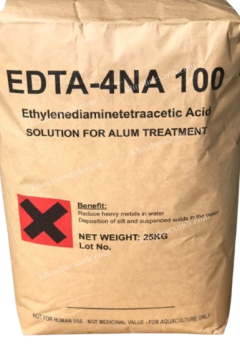 EDTA-4NA 100
Ethylenediaminetetraacetic Acid
SOLUTION FOR ALUM TREATMENT
Benefit:
Reduce heavy metals in water
Deposition of silt and suspended solids in the water
NET WEIGHT: 25KG
Lot No.
NOT FOR HUMAN USE - NOT MEDICINAL VALUE - FOR AQUACULTURE ONLY